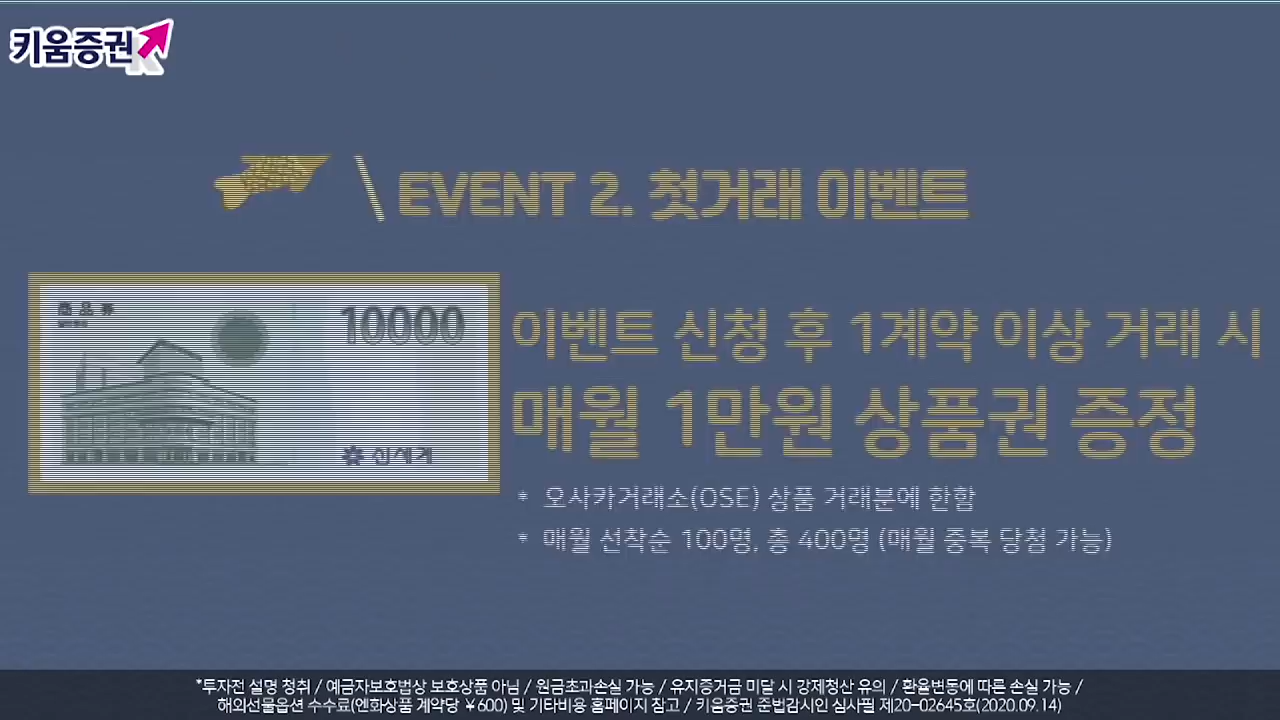 키움증권
EVENT 2. 첫거래 이벤트
商品券
10000
신세계
이벤트 신청 후 1계약 이상 거래 시
매월 1만원 상품권 증정
* 오사카거래소(OSE) 상품 거래분에 한함
* 매월 선착순 100명, 총 400명 (매월 중복 당첨 가능)
*투자전 설명 청취 / 예금자보호법상 보호상품 아님 / 원금초과손실 가능 / 유지증거금 미달 시 강제청산 유의 / 환율변동에 따른 손실 가능 /
해외선물옵션 수수료(엔화상품 계약당 ¥600) 및 기타비용 홈페이지 참고 / 키움증권 준법감시인 심사필 제20-02645호(2020.09.14)